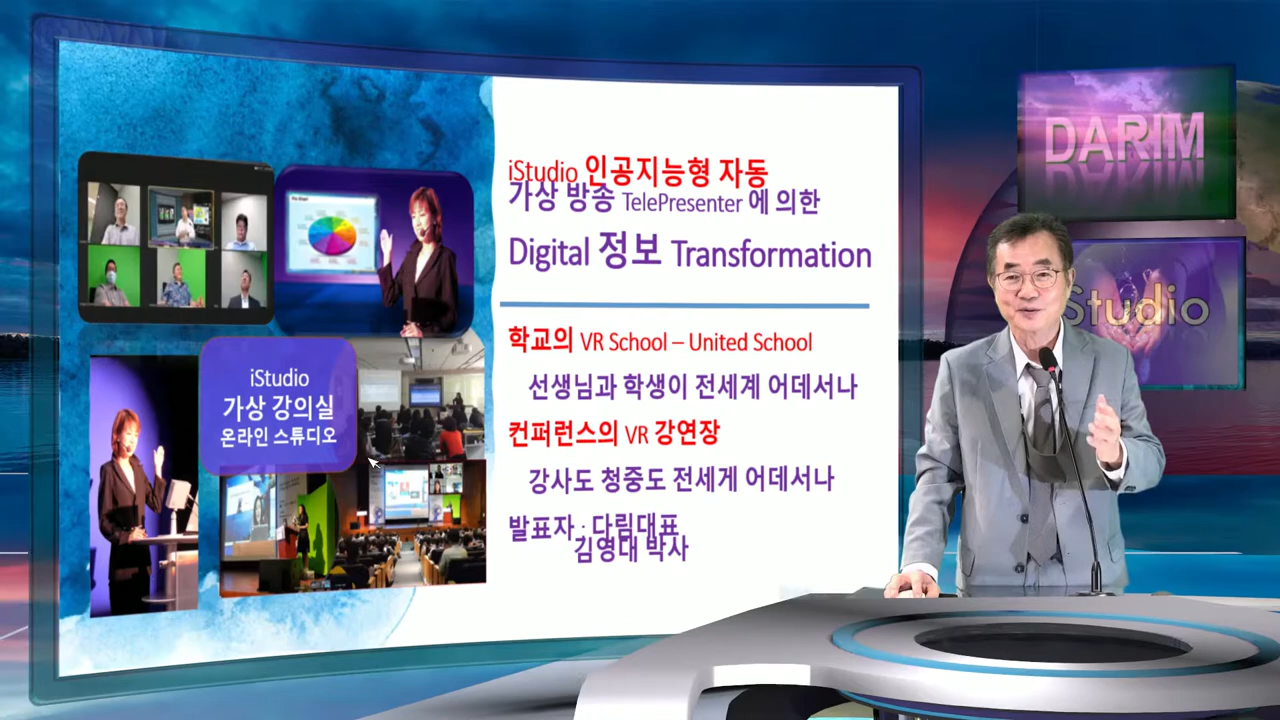 iStudio 인공지능형 자동
가상 방송 TelePresenter 에 의한
Digital 정보 Transformation
학교의 VR School – United School
선생님과 학생이 전세계 어데서나
컨퍼런스의 VR 강연장
강사도 청중도 전세게 어데서나
발표자 : 다림대표
김영대 박사
iStudio
가상 강의실
온라인 스튜디오
DARIM
iStudio